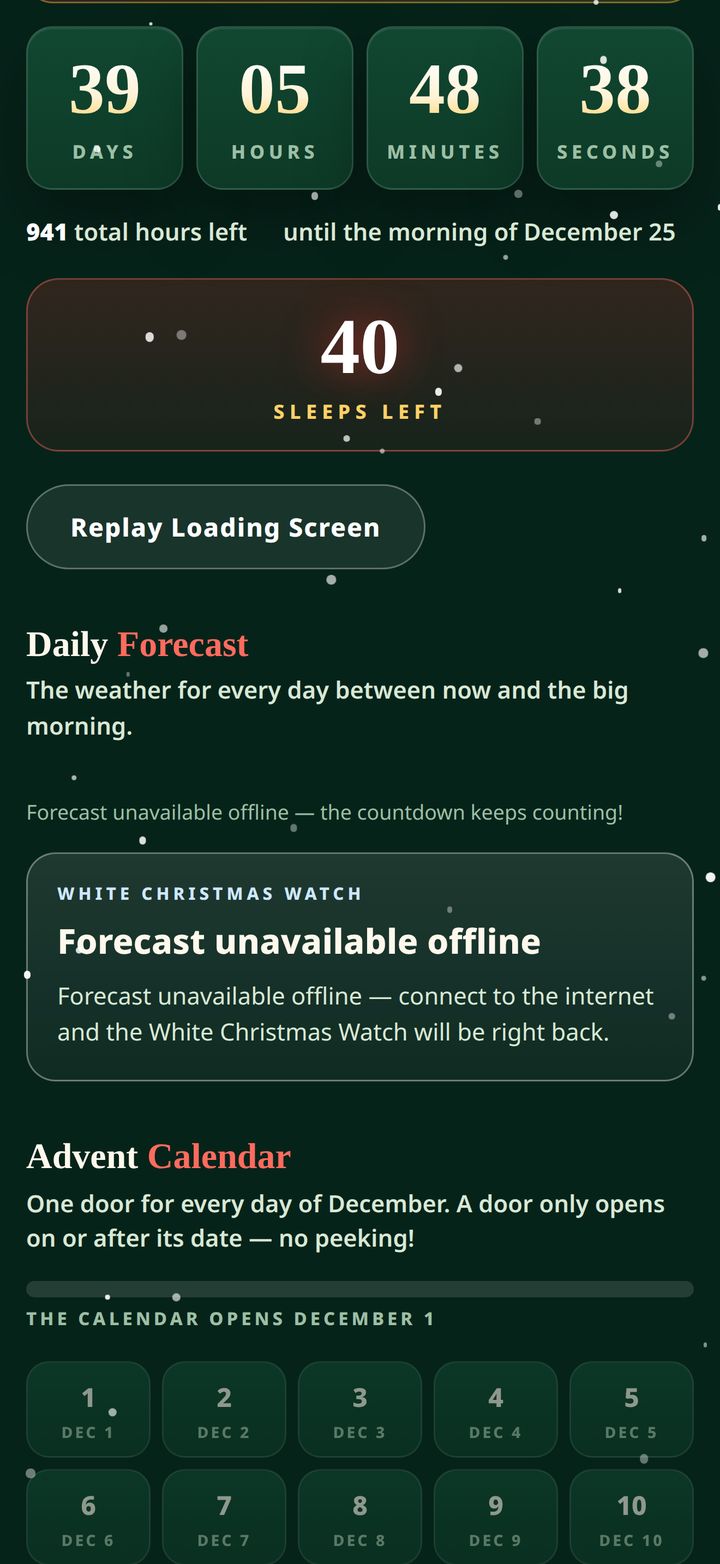 39 05 48 38
DAYS HOURS MINUTES SECONDS
941 total hours left until the morning of December 25
40
SLEEPS LEFT
Replay Loading Screen
Daily Forecast
The weather for every day between now and the big
morning.
Forecast unavailable offline — the countdown keeps counting!
WHITE CHRISTMAS WATCH
Forecast unavailable offline
Forecast unavailable offline — connect to the internet
and the White Christmas Watch will be right back.
Advent Calendar
One door for every day of December. A door only opens
on or after its date — no peeking!
THE CALENDAR OPENS DECEMBER 1
1 2 3 4 5
DEC 1 DEC 2 DEC 3 DEC 4 DEC 5
6 7 8 9 10
DEC 6 DEC 7 DEC 8 DEC 9 DEC 10